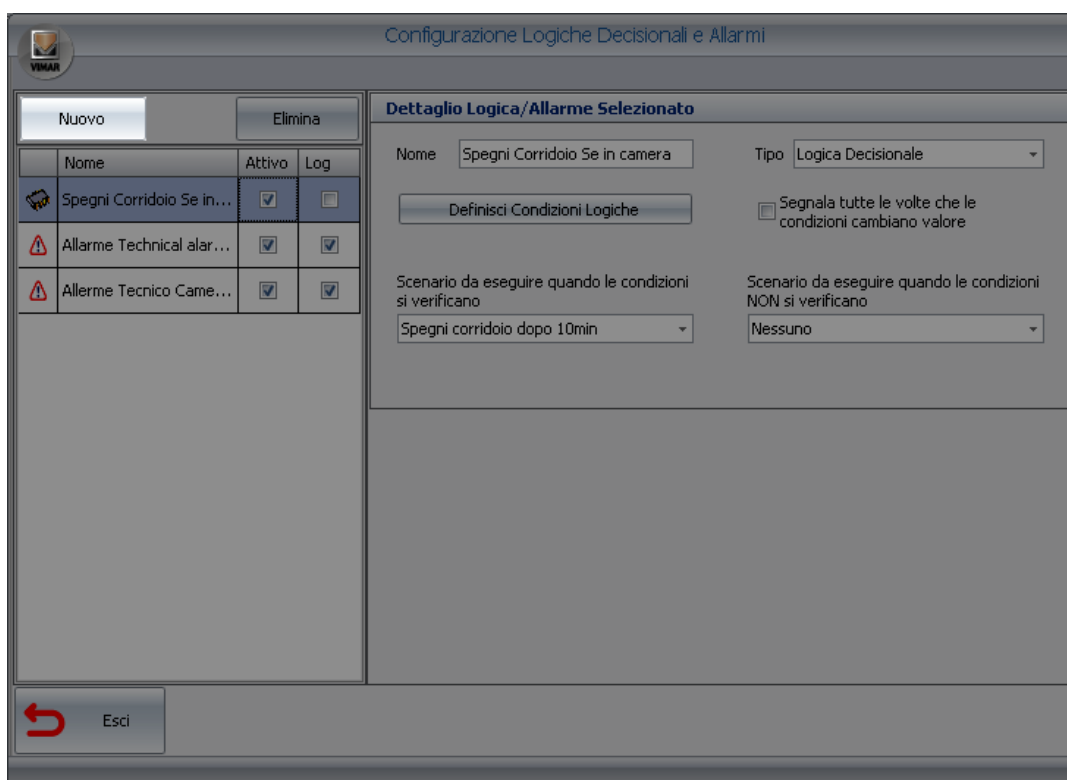 Configurazione Logiche Decisionali e Allarmi
VIMAR
Nuovo
Elimina
Nome Attivo Log
Spegni Corridoio Se in...
Allarme Technical alar...
Allerme Tecnico Came...
Dettaglio Logica/Allarme Selezionato
Nome Spegni Corridoio Se in camera
Tipo Logica Decisionale
Definisci Condizioni Logiche
Segnala tutte le volte che le
condizioni cambiano valore
Scenario da eseguire quando le condizioni
si verificano
Spegni corridoio dopo 10min
Scenario da eseguire quando le condizioni
NON si verificano
Nessuno
Esci